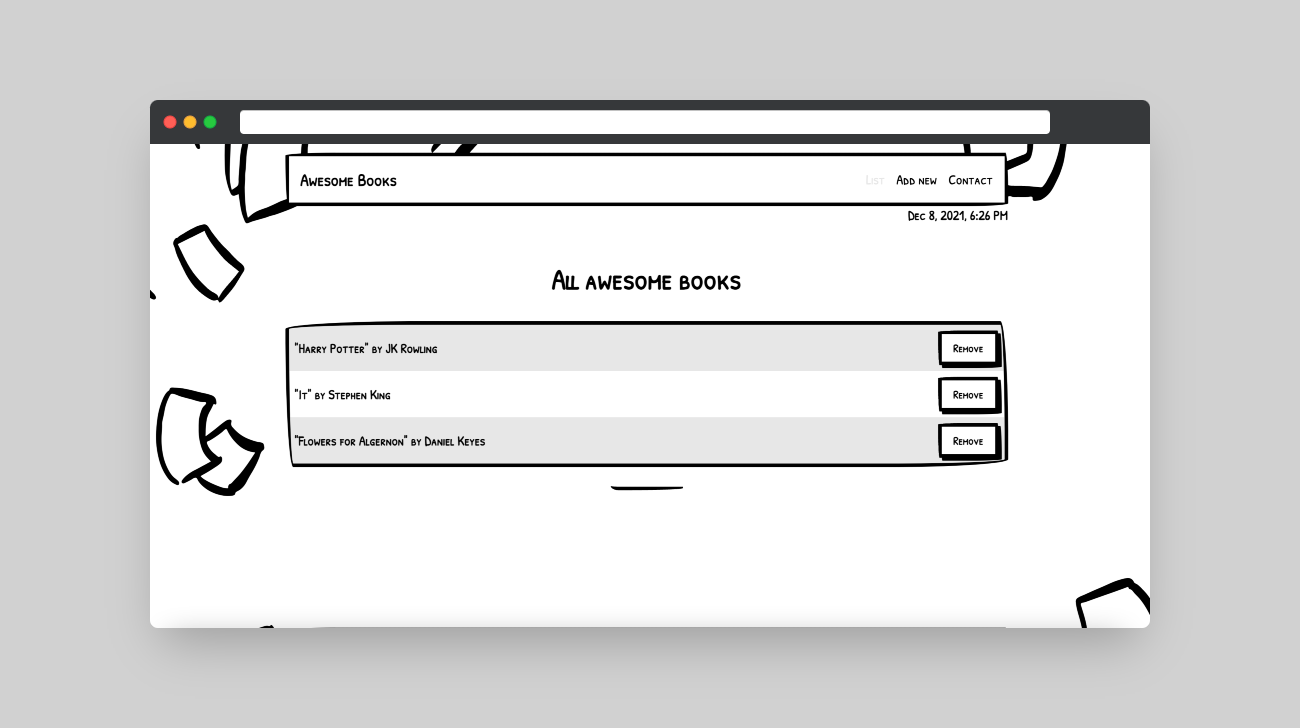 Awesome Books
List Add new Contact
Dec 8, 2021, 6:26 PM
All awesome books
"Harry Potter" by JK Rowling
Remove
"It" by Stephen King
Remove
"Flowers for Algernon" by Daniel Keyes
Remove